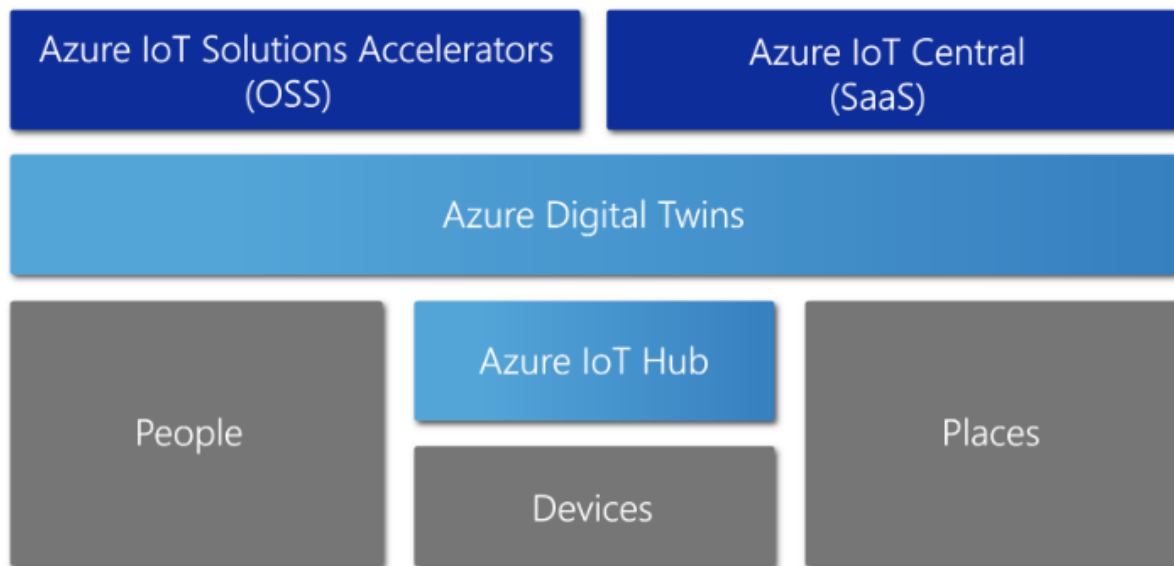 Azure IoT Solutions Accelerators
(OSS)
Azure IoT Central
(SaaS)
Azure Digital Twins
People
Azure IoT Hub
Devices
Places